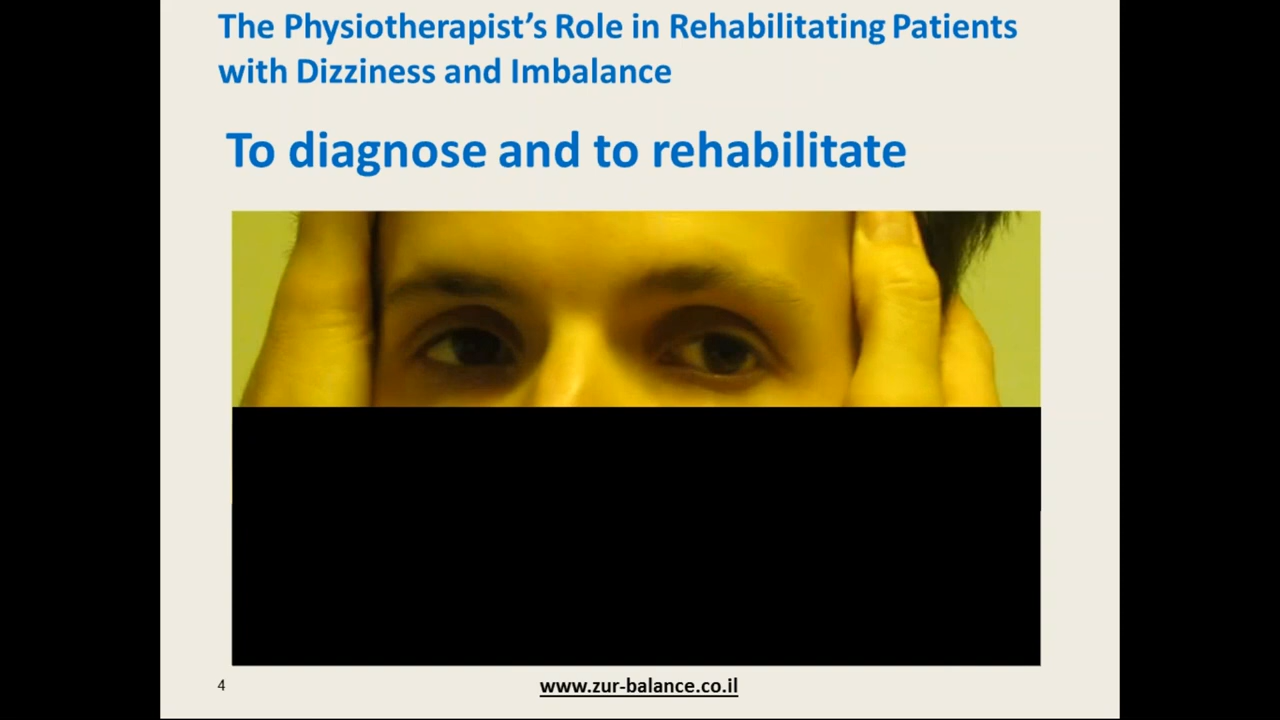 The Physiotherapist’s Role in Rehabilitating Patients
with Dizziness and Imbalance
To diagnose and to rehabilitate
4
www.zur-balance.co.il